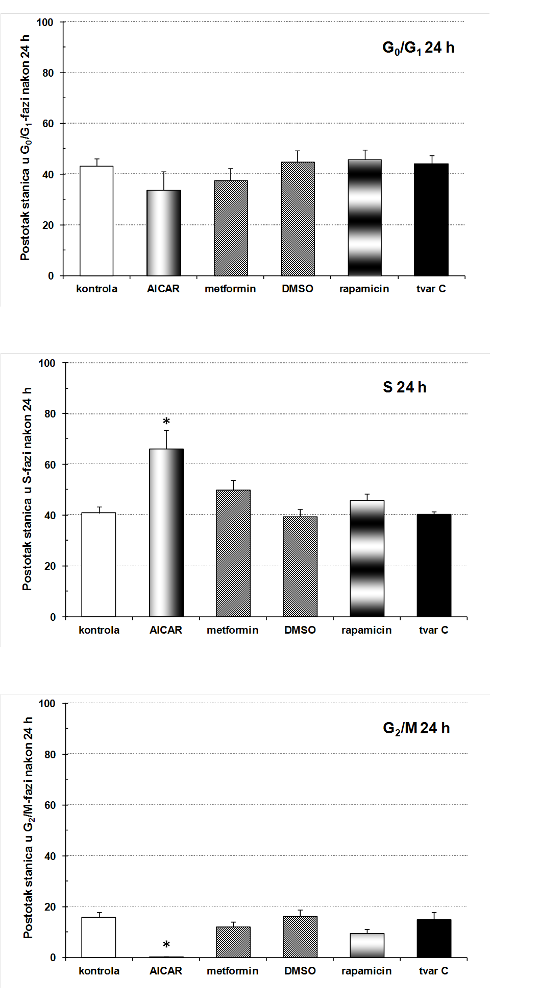 G0/G1 24 h
Postotak stanica u G0/G1-fazi nakon 24 h
100
80
60
40
20
0
kontrola AICAR metformin DMSO rapamicin tvar C
S 24 h
Postotak stanica u S-fazi nakon 24 h
100
80
*
60
40
20
0
kontrola AICAR metformin DMSO rapamicin tvar C
G2/M 24 h
Postotak stanica u G2/M-fazi nakon 24 h
100
80
60
40
20
*
0
kontrola AICAR metformin DMSO rapamicin tvar C